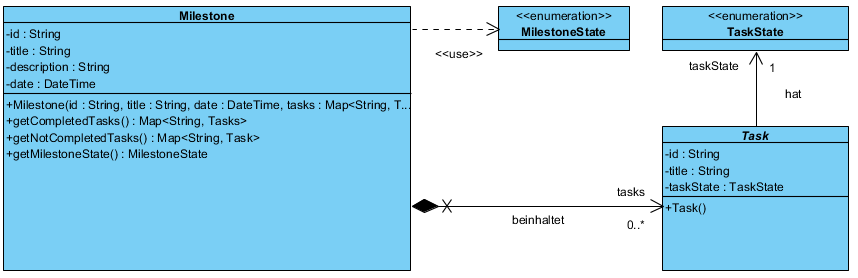 Milestone
-id : String
-title : String
-description : String
-date : DateTime
+Milestone(id : String, title : String, date : DateTime, tasks : Map<String, T...
+getCompletedTasks() : Map<String, Tasks>
+getNotCompletedTasks() : Map<String, Task>
+getMilestoneState() : MilestoneState
<<use>>
<<enumeration>>
MilestoneState
<<enumeration>>
TaskState
taskState
1
hat
Task
-id : String
-title : String
-taskState : TaskState
+Task()
tasks
beinhaltet
0..*